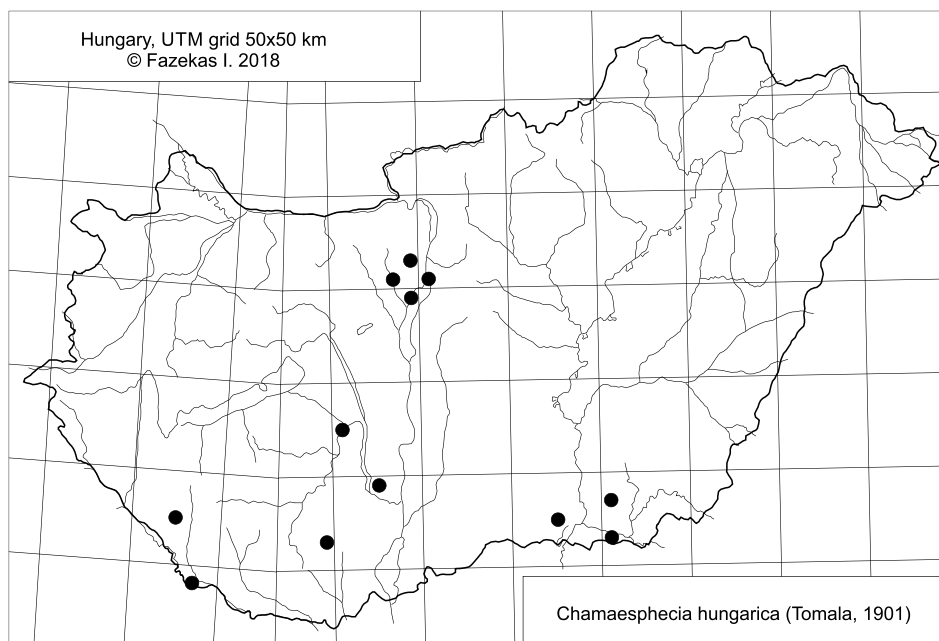 Hungary, UTM grid 50x50 km
© Fazekas I. 2018
Chamaesphecia hungarica (Tomala, 1901)